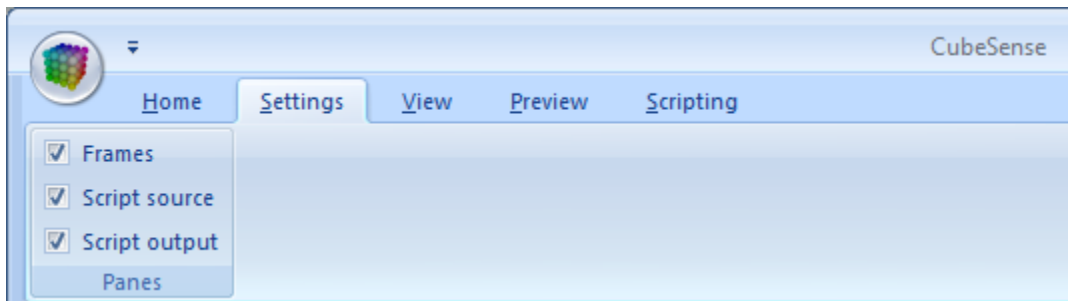 CubeSense
Home Settings View Preview Scripting
Frames
Script source
Script output
Panes